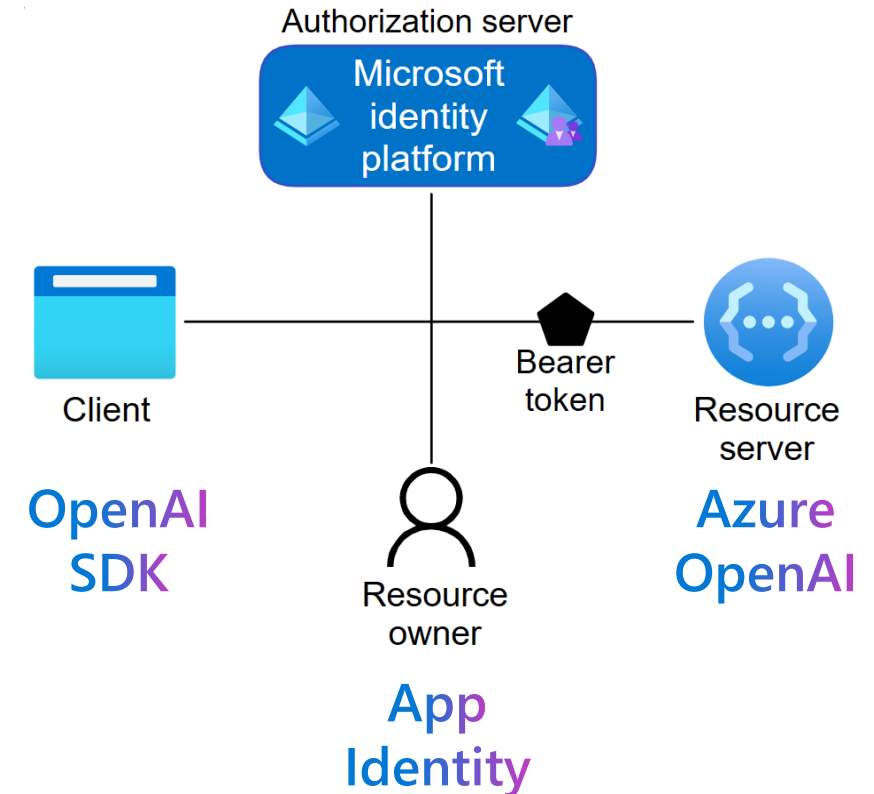 Authorization server
Microsoft
identity
platform
Client
Bearer
token
Resource
server
OpenAI
SDK
Azure
OpenAI
Resource
owner
App
Identity